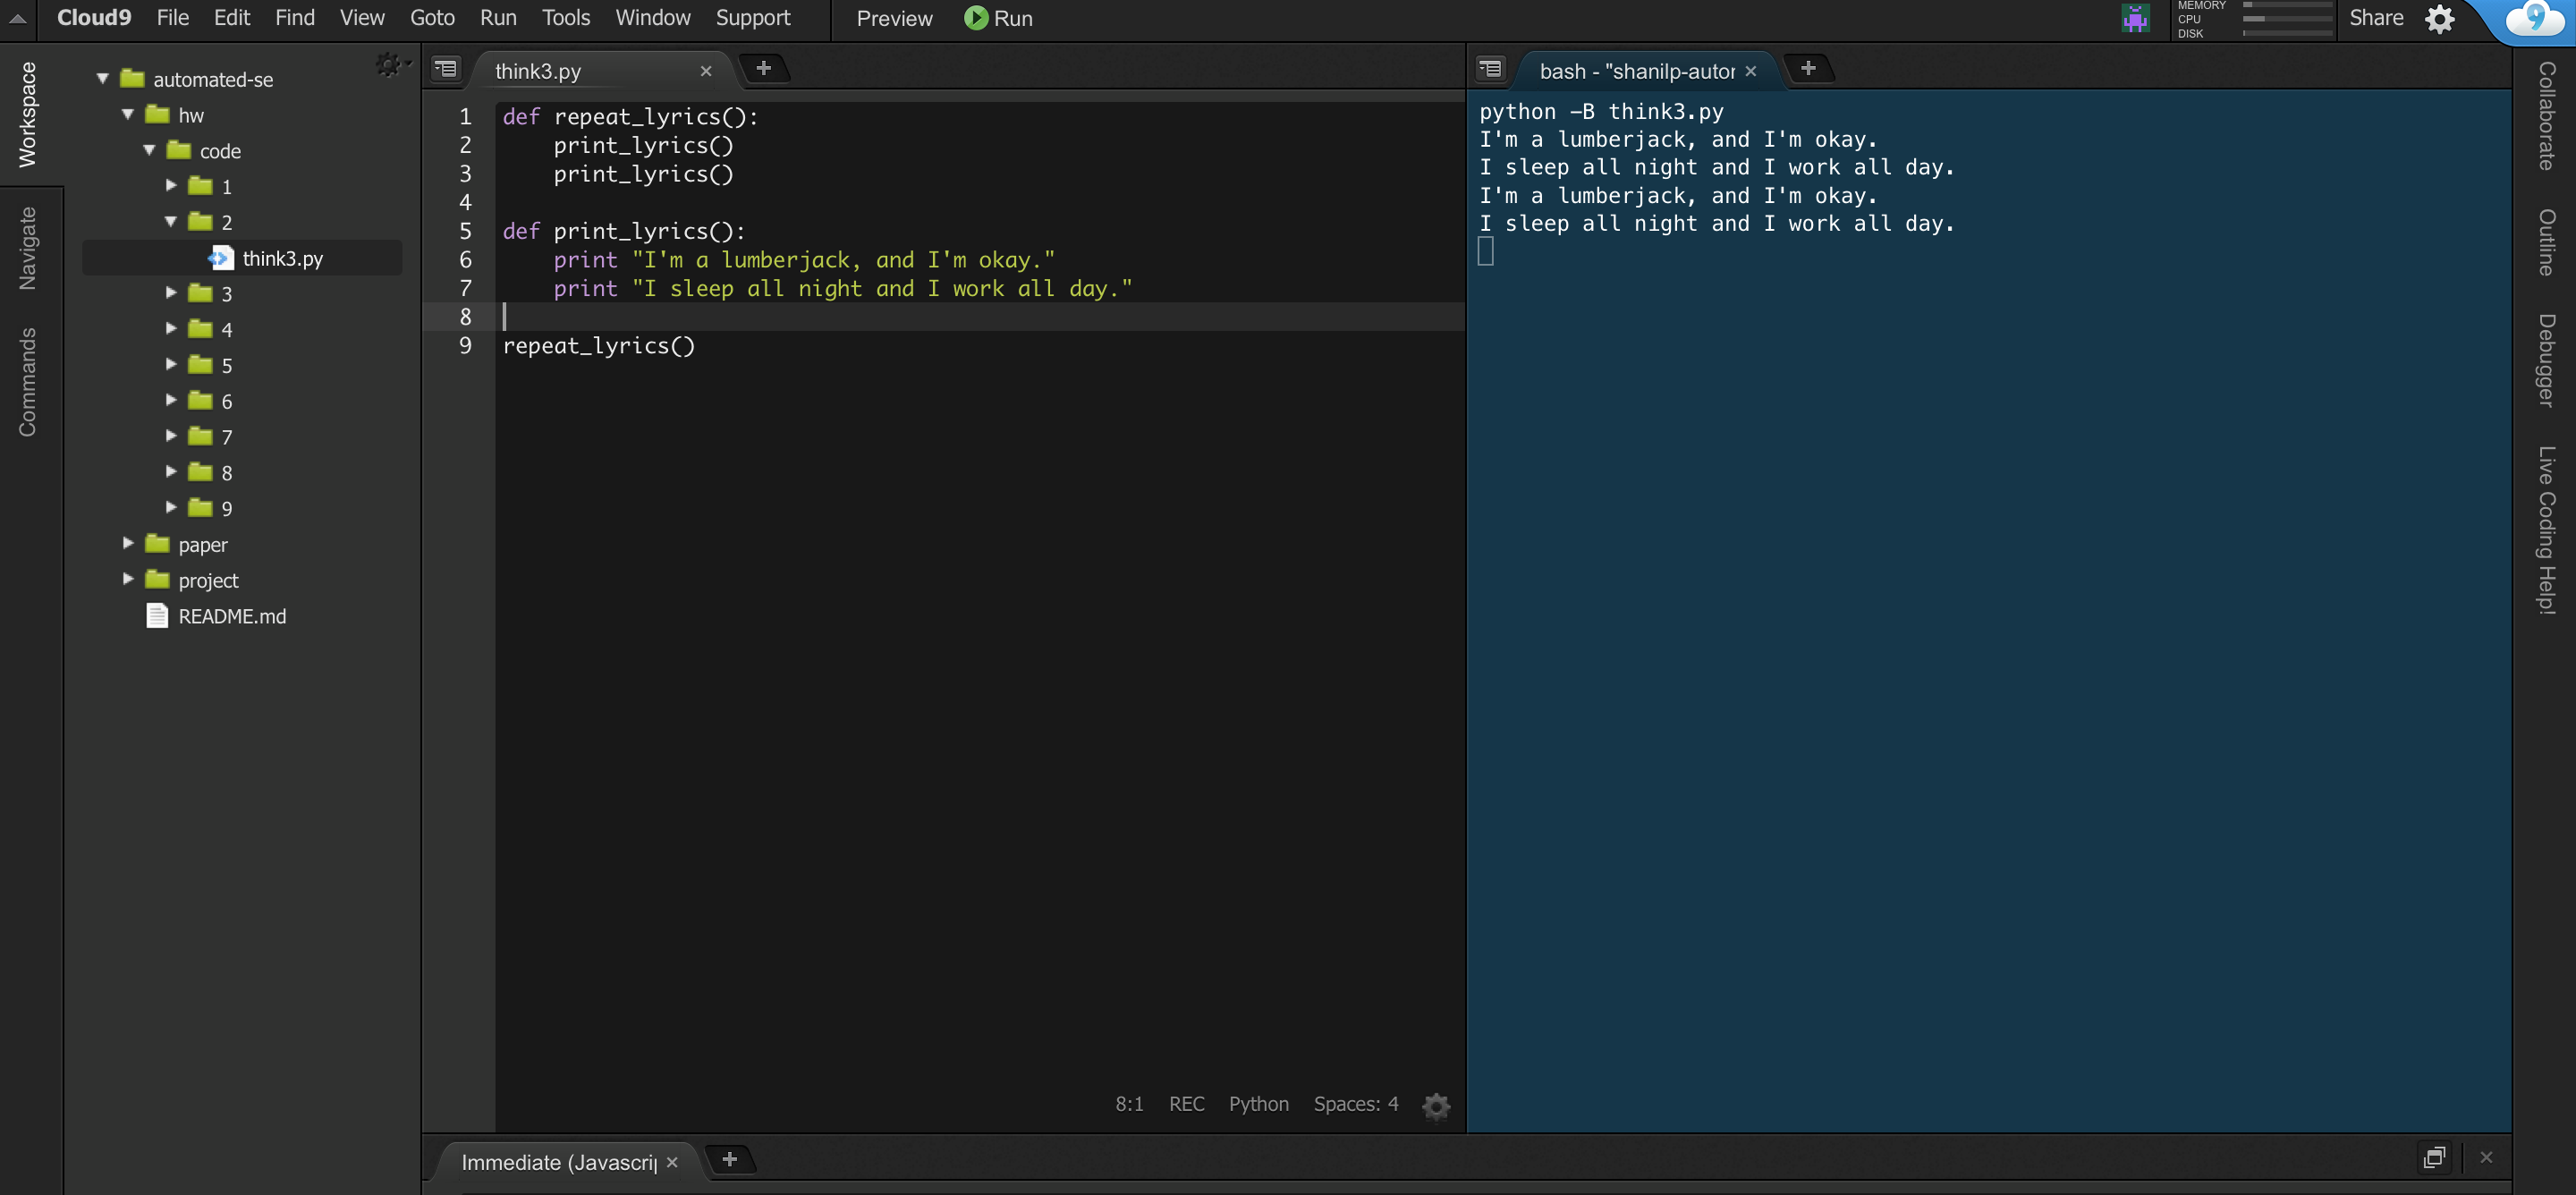 Cloud9 File Edit Find View Goto Run Tools Window Support Preview Run
MEMORY
CPU
DISK
Share
Workspace
Navigate
Commands
automated-se
hw
code
1
2
think3.py
3
4
5
6
7
8
9
paper
project
README.md
think3.py
1 def repeat_lyrics():
2     print_lyrics()
3     print_lyrics()
4
5 def print_lyrics():
6     print "I'm a lumberjack, and I'm okay."
7     print "I sleep all night and I work all day."
8
9 repeat_lyrics()
8:1 REC Python Spaces: 4
bash - "shanilp-autor
python -B think3.py
I'm a lumberjack, and I'm okay.
I sleep all night and I work all day.
I'm a lumberjack, and I'm okay.
I sleep all night and I work all day.
Collaborate
Outline
Debugger
Live Coding Help!
Immediate (Javascrip